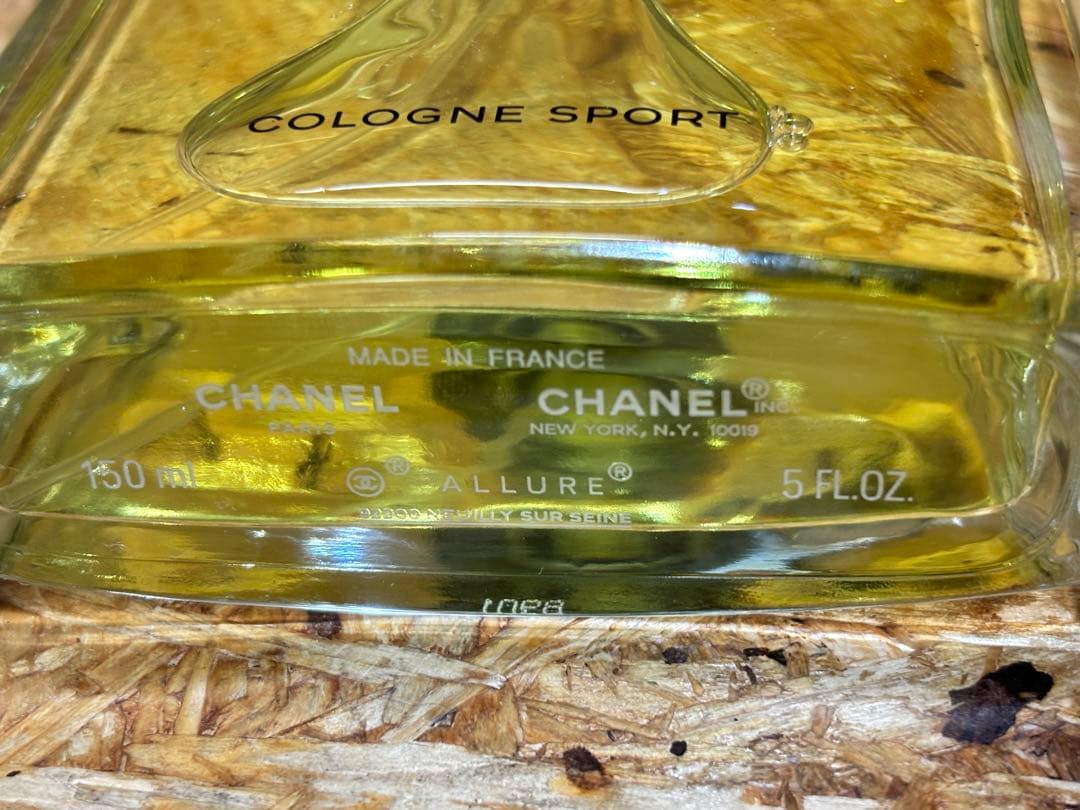 COLOGNE SPORT
MADE IN FRANCE
CHANEL CHANEL® INC.
PARIS NEW YORK, N.Y. 10019
150 ml ® ALLURE® 5 FL.OZ.
NEUILLY SUR SEINE